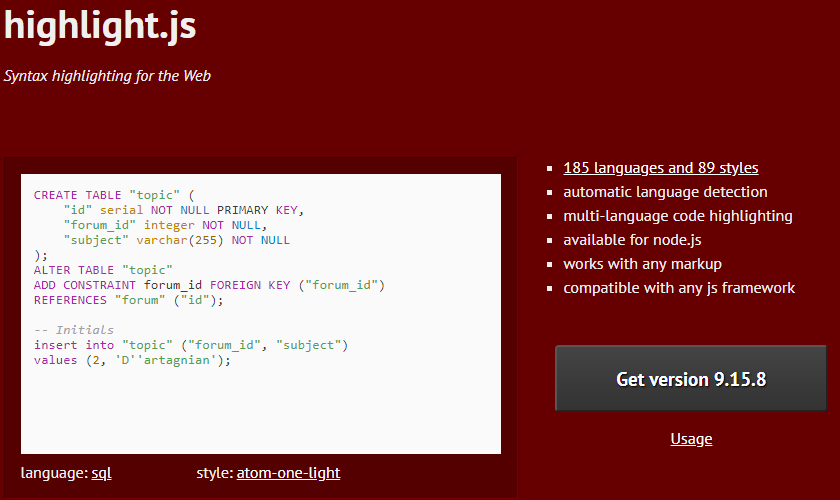 highlight.js
Syntax highlighting for the Web
CREATE TABLE "topic" (
    "id" serial NOT NULL PRIMARY KEY,
    "forum_id" integer NOT NULL,
    "subject" varchar(255) NOT NULL
);
ALTER TABLE "topic"
ADD CONSTRAINT forum_id FOREIGN KEY ("forum_id")
REFERENCES "forum" ("id");

-- Initials
insert into "topic" ("forum_id", "subject")
values (2, 'D''artagnian');
language: sql
style: atom-one-light
185 languages and 89 styles
automatic language detection
multi-language code highlighting
available for node.js
works with any markup
compatible with any js framework
Get version 9.15.8
Usage